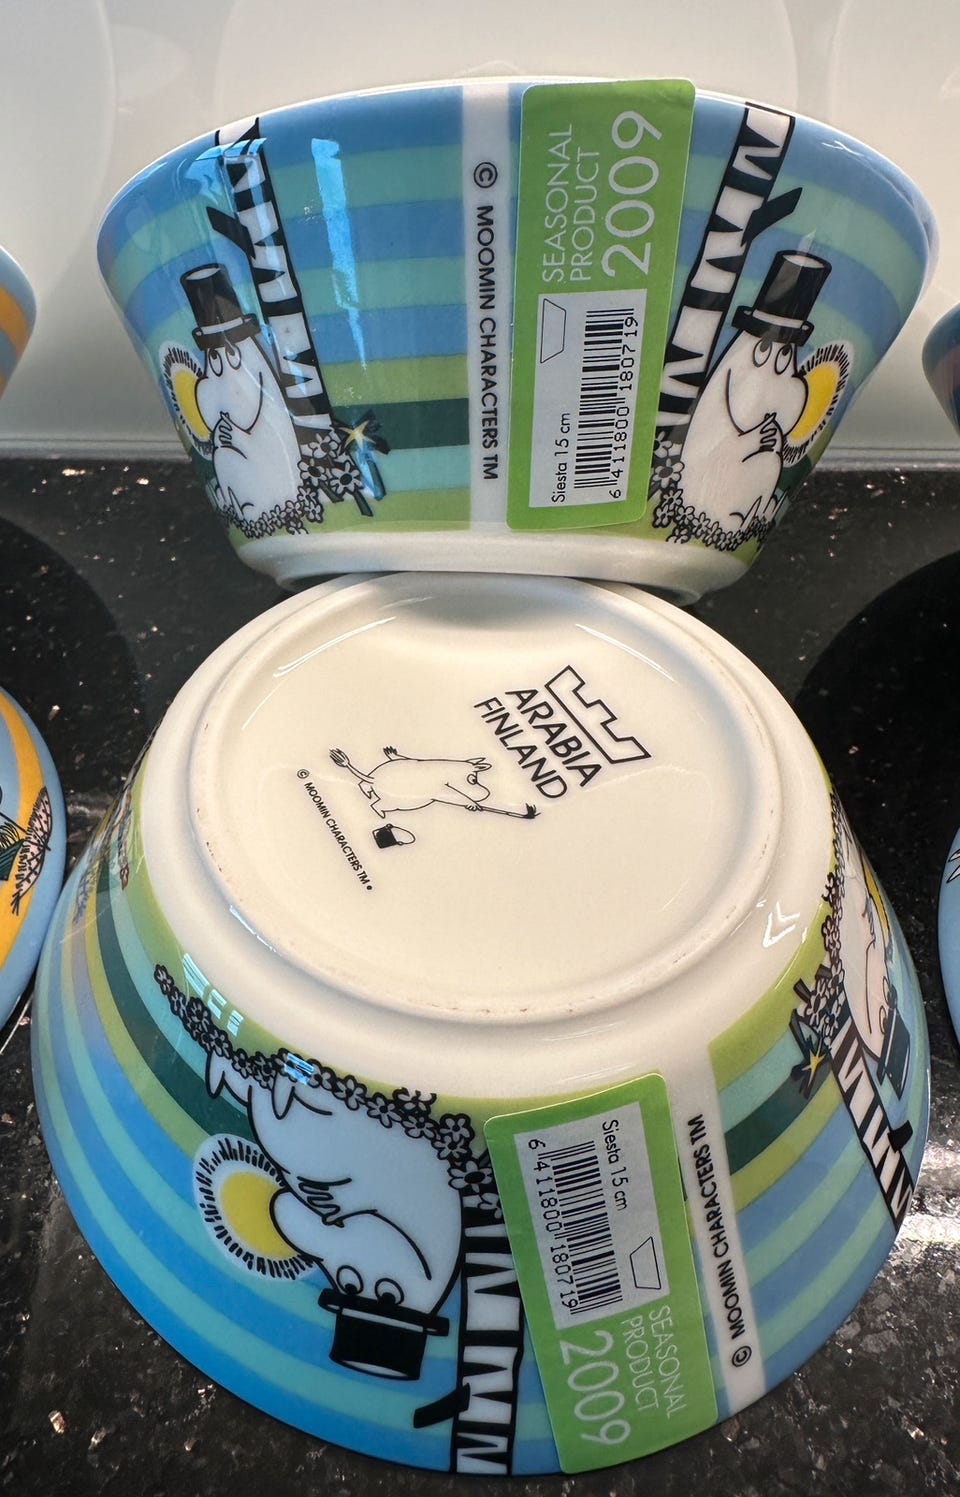 © MOOMIN CHARACTERS TM
SEASONAL
PRODUCT
2009
Siesta 15 cm
6 411800 180719
ARABIA
FINLAND
© MOOMIN CHARACTERS TM
Siesta 15 cm
6 411800 180719
SEASONAL
PRODUCT
2009
© MOOMIN CHARACTERS TM